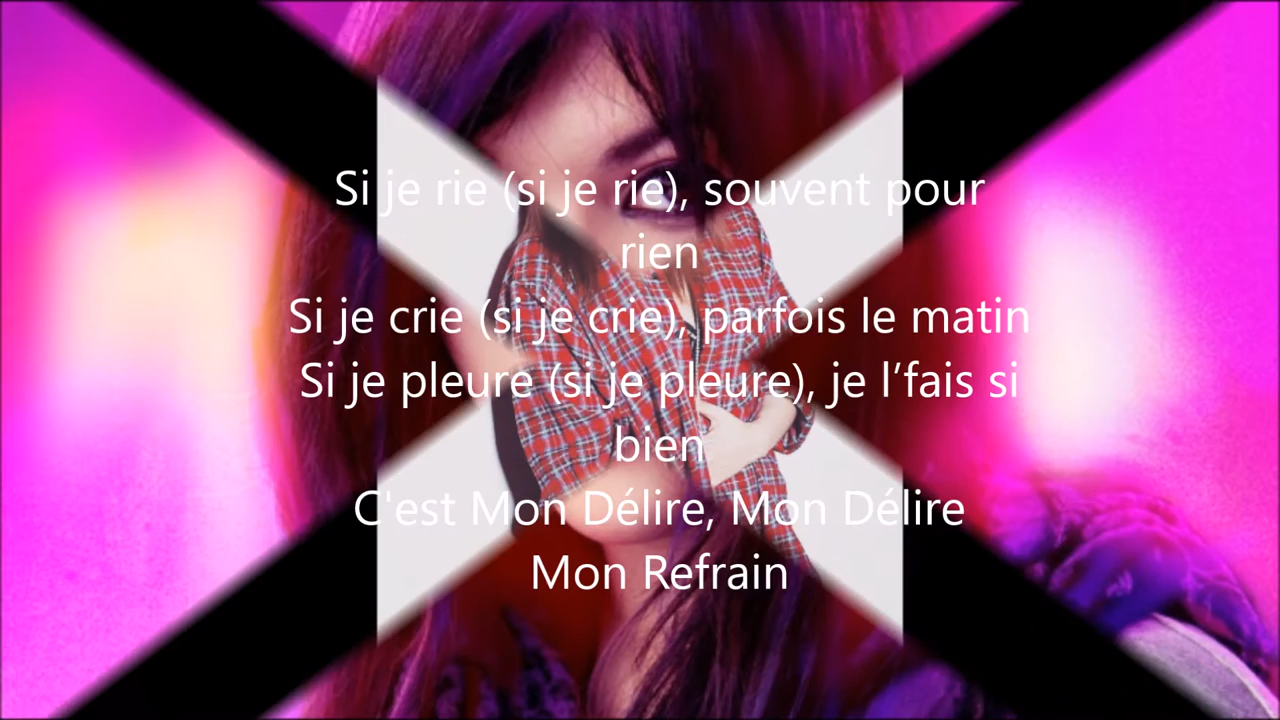 Si je rie (si je rie), souvent pour
rien
Si je crie (si je crie), parfois le matin
Si je pleure (si je pleure), je l’fais si
bien
C'est Mon Délire, Mon Délire
Mon Refrain